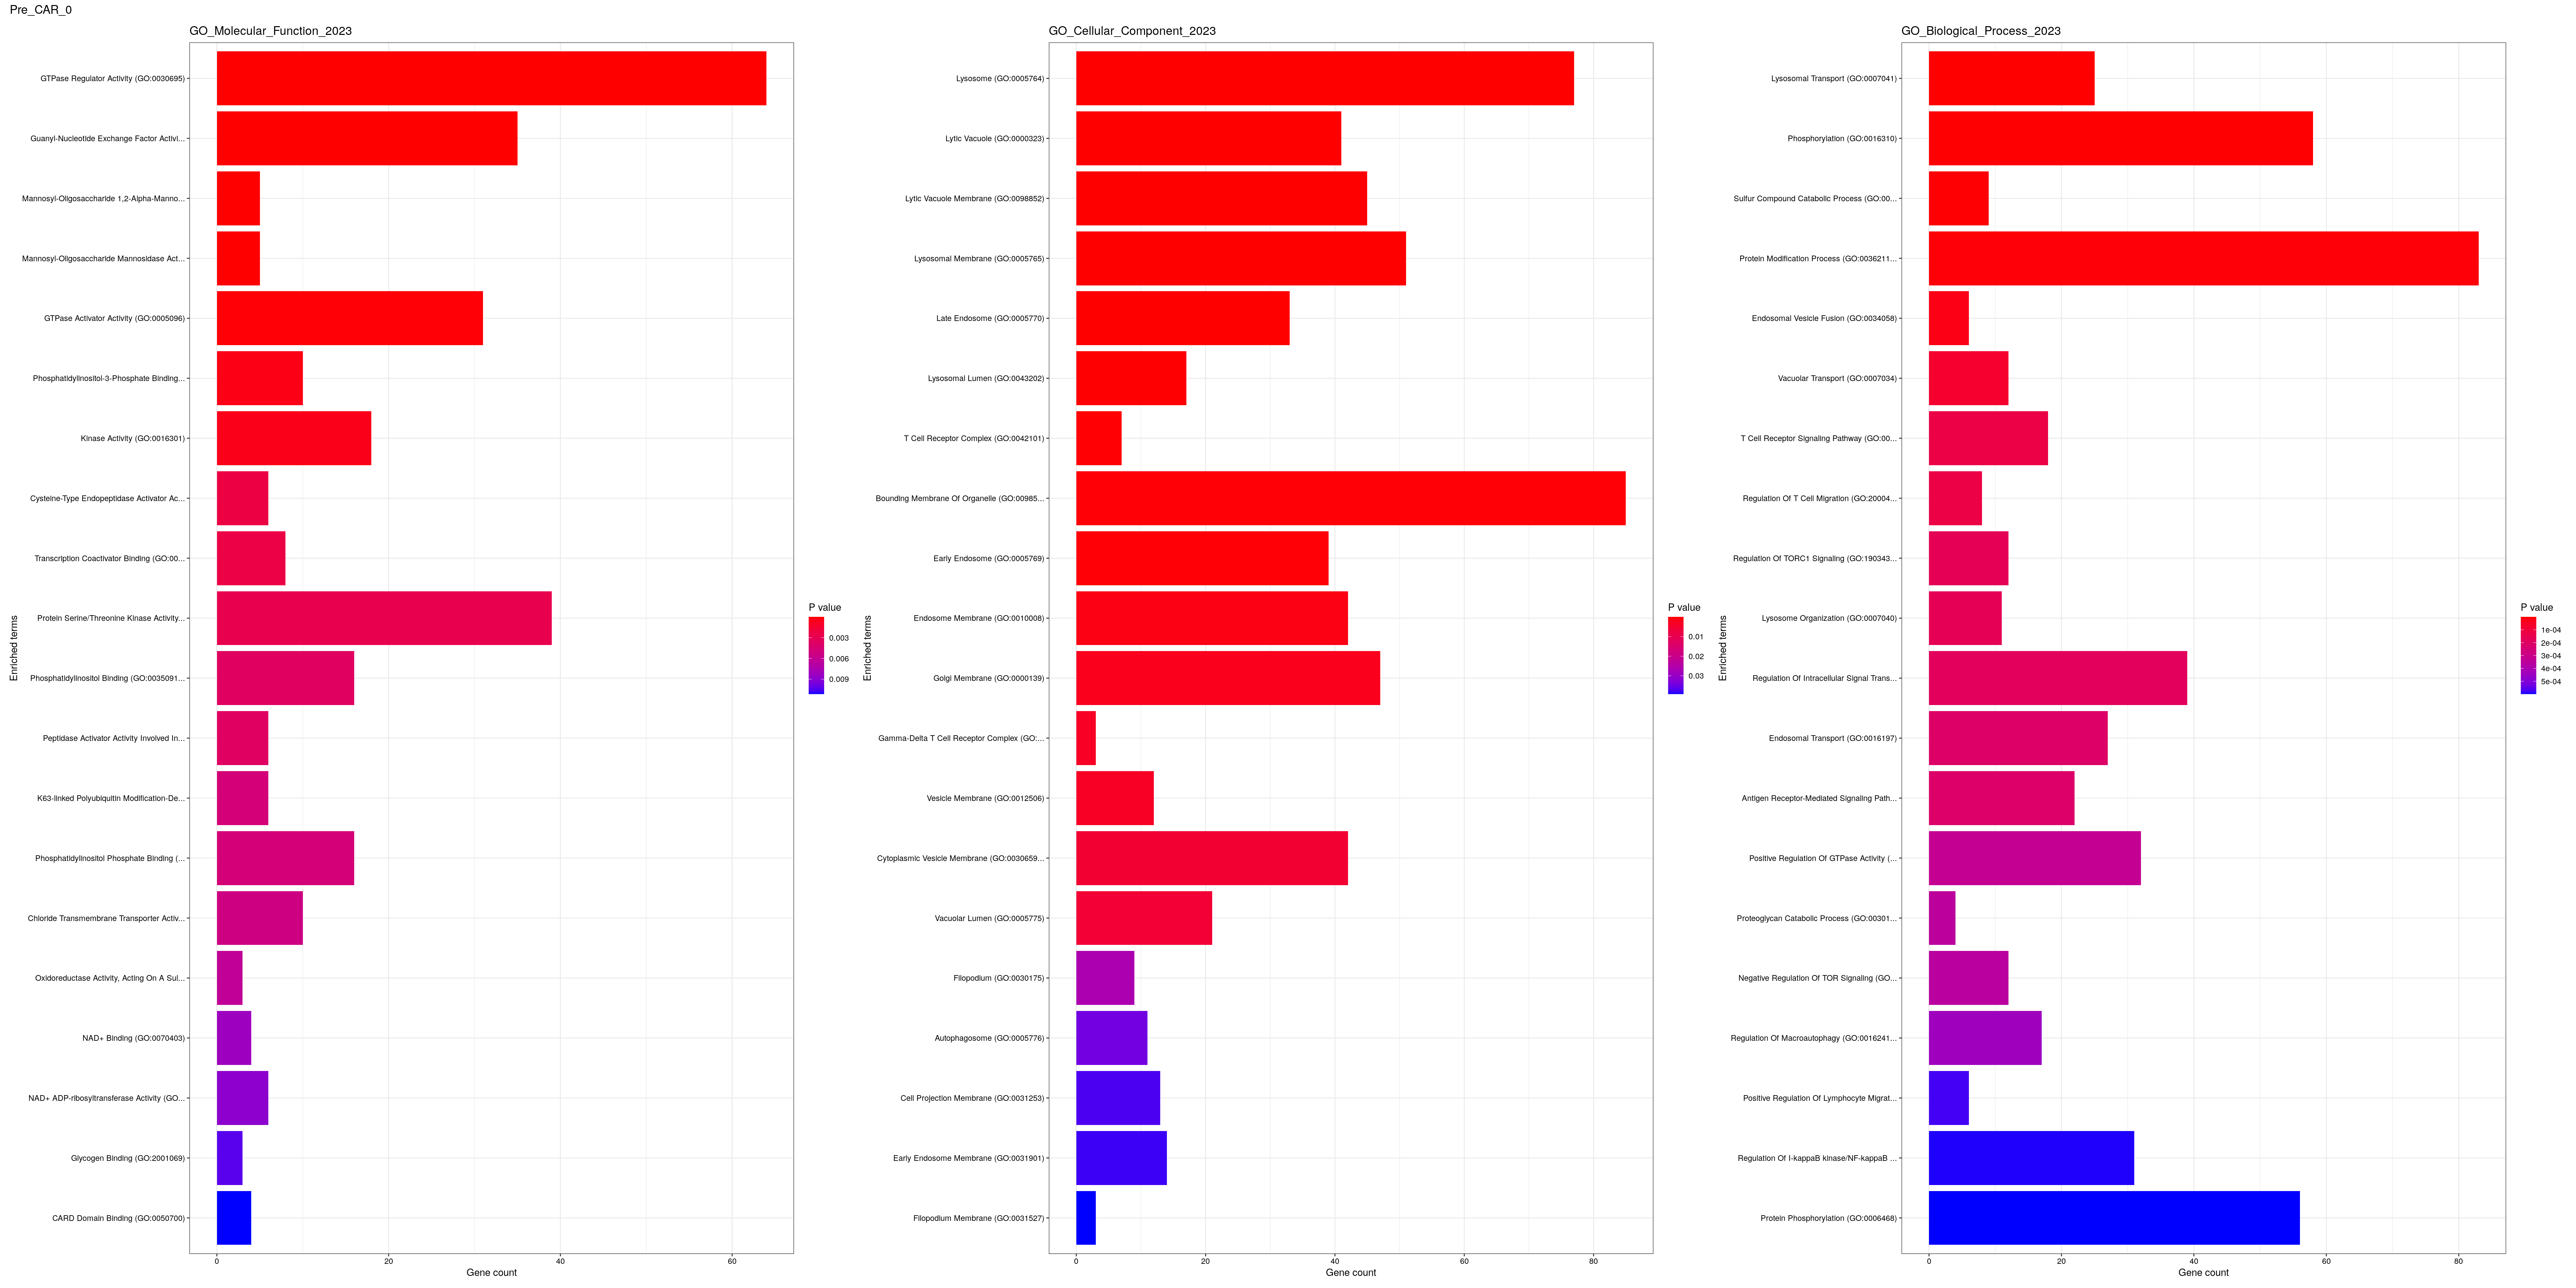 Pre_CAR_0
GO_Molecular_Function_2023
GTPase Regulator Activity (GO:0030695)
Guanyl-Nucleotide Exchange Factor Activi...
Mannosyl-Oligosaccharide 1,2-Alpha-Manno...
Mannosyl-Oligosaccharide Mannosidase Act...
GTPase Activator Activity (GO:0005096)
Phosphatidylinositol-3-Phosphate Binding...
Kinase Activity (GO:0016301)
Cysteine-Type Endopeptidase Activator Ac...
Transcription Coactivator Binding (GO:00...
Protein Serine/Threonine Kinase Activity...
Phosphatidylinositol Binding (GO:0035091...
Peptidase Activator Activity Involved In...
K63-linked Polyubiquitin Modification-De...
Phosphatidylinositol Phosphate Binding (...
Chloride Transmembrane Transporter Activ...
Oxidoreductase Activity, Acting On A Sul...
NAD+ Binding (GO:0070403)
NAD+ ADP-ribosyltransferase Activity (GO...
Glycogen Binding (GO:2001069)
CARD Domain Binding (GO:0050700)
Enriched terms
0 20 40 60
Gene count
P value
0.003
0.006
0.009
GO_Cellular_Component_2023
Lysosome (GO:0005764)
Lytic Vacuole (GO:0000323)
Lytic Vacuole Membrane (GO:0098852)
Lysosomal Membrane (GO:0005765)
Late Endosome (GO:0005770)
Lysosomal Lumen (GO:0043202)
T Cell Receptor Complex (GO:0042101)
Bounding Membrane Of Organelle (GO:00985...
Early Endosome (GO:0005769)
Endosome Membrane (GO:0010008)
Golgi Membrane (GO:0000139)
Gamma-Delta T Cell Receptor Complex (GO:...
Vesicle Membrane (GO:0012506)
Cytoplasmic Vesicle Membrane (GO:0030659...
Vacuolar Lumen (GO:0005775)
Filopodium (GO:0030175)
Autophagosome (GO:0005776)
Cell Projection Membrane (GO:0031253)
Early Endosome Membrane (GO:0031901)
Filopodium Membrane (GO:0031527)
Enriched terms
0 20 40 60 80
Gene count
P value
0.01
0.02
0.03
GO_Biological_Process_2023
Lysosomal Transport (GO:0007041)
Phosphorylation (GO:0016310)
Sulfur Compound Catabolic Process (GO:00...
Protein Modification Process (GO:0036211...
Endosomal Vesicle Fusion (GO:0034058)
Vacuolar Transport (GO:0007034)
T Cell Receptor Signaling Pathway (GO:00...
Regulation Of T Cell Migration (GO:20004...
Regulation Of TORC1 Signaling (GO:190343...
Lysosome Organization (GO:0007040)
Regulation Of Intracellular Signal Trans...
Endosomal Transport (GO:0016197)
Antigen Receptor-Mediated Signaling Path...
Positive Regulation Of GTPase Activity (...
Proteoglycan Catabolic Process (GO:00301...
Negative Regulation Of TOR Signaling (GO...
Regulation Of Macroautophagy (GO:0016241...
Positive Regulation Of Lymphocyte Migrat...
Regulation Of I-kappaB kinase/NF-kappaB ...
Protein Phosphorylation (GO:0006468)
Enriched terms
0 20 40 60 80
Gene count
P value
1e-04
2e-04
3e-04
4e-04
5e-04